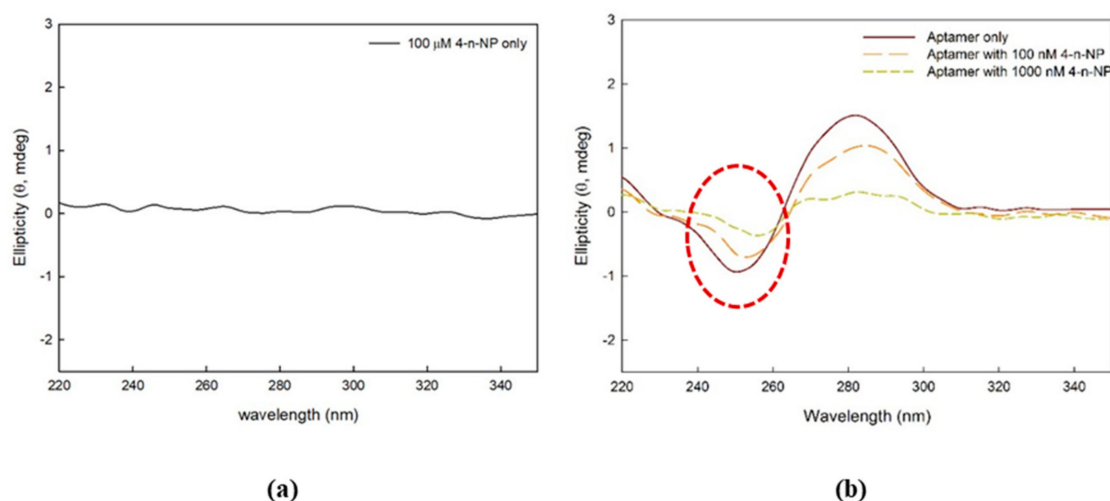 3
2
1
0
-1
-2
Ellipticity (θ, mdeg)
100 μM 4-n-NP only
220 240 260 280 300 320 340
wavelength (nm)
(a)
3
2
1
0
-1
-2
Ellipticity (θ, mdeg)
Aptamer only
Aptamer with 100 nM 4-n-NP
Aptamer with 1000 nM 4-n-NP
220 240 260 280 300 320 340
Wavelength (nm)
(b)